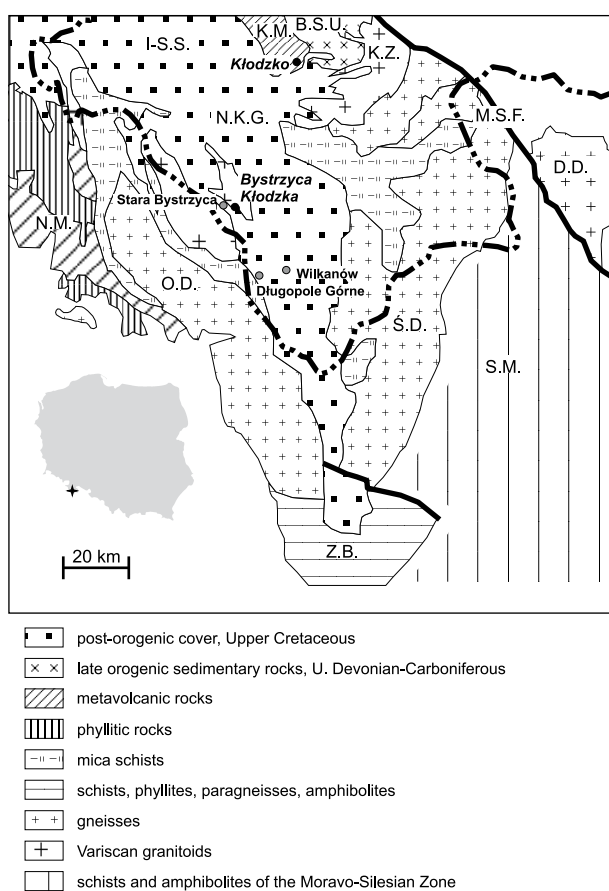 B.S.U.
K.M.
I-S.S.
K.Z.
Kłodzko
M.S.F.
N.K.G.
D.D.
Bystrzyca
Kłodzka
Stara Bystrzyca
N.M.
Wilkanów
O.D.
Długopole Górne
Ś.D.
S.M.
20 km
Z.B.
post-orogenic cover, Upper Cretaceous
late orogenic sedimentary rocks, U. Devonian-Carboniferous
metavolcanic rocks
phyllitic rocks
mica schists
schists, phyllites, paragneisses, amphibolites
gneisses
Variscan granitoids
schists and amphibolites of the Moravo-Silesian Zone